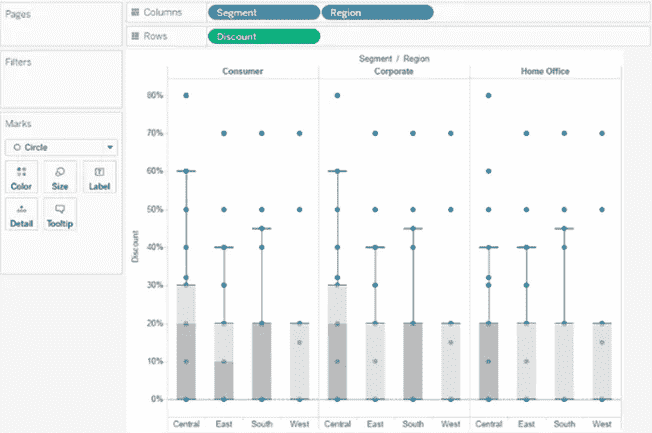 Pages
Columns Segment Region
Rows Discount
Filters
Segment / Region
Consumer Corporate Home Office
Marks
Circle
Color Size Label
Detail Tooltip
Discount
80%
70%
60%
50%
40%
30%
20%
10%
0%
Central East South West Central East South West Central East South West